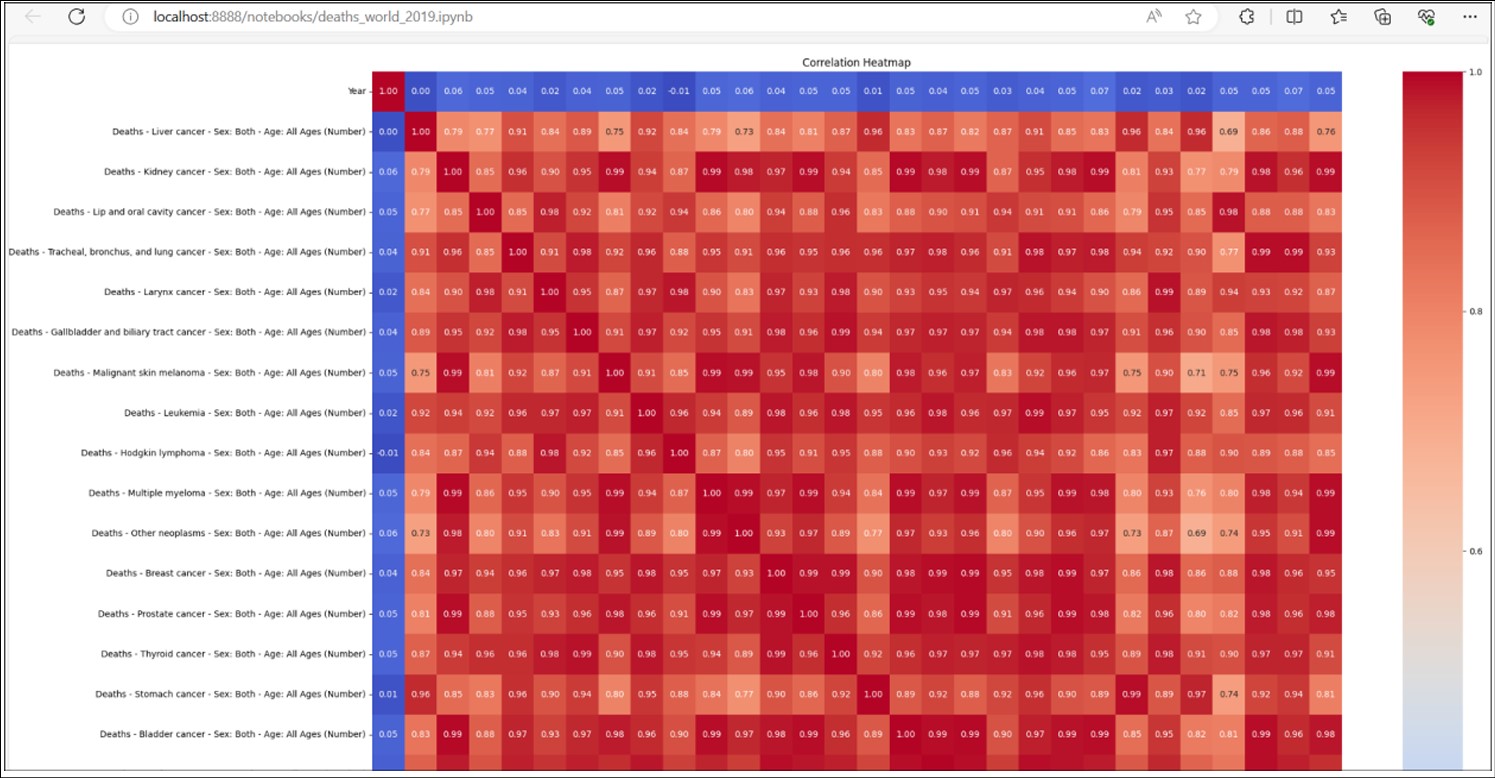 localhost:8888/notebooks/deaths_world_2019.ipynb
Correlation Heatmap
Year 1.00 0.00 0.06 0.05 0.04 0.02 0.04 0.05 0.02 -0.01 0.05 0.06 0.04 0.05 0.05 0.01 0.05 0.04 0.05 0.03 0.04 0.05 0.07 0.02 0.03 0.02 0.05 0.05 0.07 0.05
Deaths - Liver cancer - Sex: Both - Age: All Ages (Number) 0.00 1.00 0.79 0.77 0.91 0.84 0.89 0.75 0.92 0.84 0.79 0.73 0.84 0.81 0.87 0.96 0.83 0.87 0.82 0.87 0.91 0.85 0.83 0.96 0.84 0.96 0.69 0.86 0.88 0.76
Deaths - Kidney cancer - Sex: Both - Age: All Ages (Number) 0.06 0.79 1.00 0.85 0.96 0.90 0.95 0.99 0.94 0.87 0.99 0.98 0.97 0.99 0.94 0.85 0.99 0.98 0.99 0.87 0.95 0.98 0.99 0.81 0.93 0.77 0.79 0.98 0.96 0.99
Deaths - Lip and oral cavity cancer - Sex: Both - Age: All Ages (Number) 0.05 0.77 0.85 1.00 0.85 0.98 0.92 0.81 0.92 0.94 0.86 0.80 0.94 0.88 0.96 0.83 0.88 0.90 0.91 0.94 0.91 0.91 0.86 0.79 0.95 0.85 0.98 0.88 0.88 0.83
Deaths - Tracheal, bronchus, and lung cancer - Sex: Both - Age: All Ages (Number) 0.04 0.91 0.96 0.85 1.00 0.91 0.98 0.92 0.96 0.88 0.95 0.91 0.96 0.95 0.96 0.96 0.97 0.98 0.96 0.91 0.98 0.97 0.98 0.94 0.92 0.90 0.77 0.99 0.99 0.93
Deaths - Larynx cancer - Sex: Both - Age: All Ages (Number) 0.02 0.84 0.90 0.98 0.91 1.00 0.95 0.87 0.97 0.98 0.90 0.83 0.97 0.93 0.98 0.90 0.93 0.95 0.94 0.97 0.96 0.94 0.90 0.86 0.99 0.89 0.94 0.93 0.92 0.87
Deaths - Gallbladder and biliary tract cancer - Sex: Both - Age: All Ages (Number) 0.04 0.89 0.95 0.92 0.98 0.95 1.00 0.91 0.97 0.92 0.95 0.91 0.98 0.96 0.99 0.94 0.97 0.97 0.97 0.94 0.98 0.98 0.97 0.91 0.96 0.90 0.85 0.98 0.98 0.93
Deaths - Malignant skin melanoma - Sex: Both - Age: All Ages (Number) 0.05 0.75 0.99 0.81 0.92 0.87 0.91 1.00 0.91 0.85 0.99 0.99 0.95 0.98 0.90 0.80 0.98 0.96 0.97 0.83 0.92 0.96 0.97 0.75 0.90 0.71 0.75 0.96 0.92 0.99
Deaths - Leukemia - Sex: Both - Age: All Ages (Number) 0.02 0.92 0.94 0.92 0.96 0.97 0.97 0.91 1.00 0.96 0.94 0.89 0.98 0.96 0.98 0.95 0.96 0.98 0.96 0.97 0.99 0.97 0.95 0.92 0.97 0.92 0.85 0.97 0.96 0.91
Deaths - Hodgkin lymphoma - Sex: Both - Age: All Ages (Number) -0.01 0.84 0.87 0.94 0.88 0.98 0.92 0.85 0.96 1.00 0.87 0.80 0.95 0.91 0.95 0.88 0.90 0.93 0.92 0.96 0.94 0.92 0.86 0.83 0.97 0.88 0.90 0.89 0.88 0.85
Deaths - Multiple myeloma - Sex: Both - Age: All Ages (Number) 0.05 0.79 0.99 0.86 0.95 0.90 0.95 0.99 0.94 0.87 1.00 0.99 0.97 0.99 0.94 0.84 0.99 0.97 0.99 0.87 0.95 0.99 0.98 0.80 0.93 0.76 0.80 0.98 0.94 0.99
Deaths - Other neoplasms - Sex: Both - Age: All Ages (Number) 0.06 0.73 0.98 0.80 0.91 0.83 0.91 0.99 0.89 0.80 0.99 1.00 0.93 0.97 0.89 0.77 0.97 0.93 0.96 0.80 0.90 0.95 0.97 0.73 0.87 0.69 0.74 0.95 0.91 0.99
Deaths - Breast cancer - Sex: Both - Age: All Ages (Number) 0.04 0.84 0.97 0.94 0.96 0.97 0.98 0.95 0.98 0.95 0.97 0.93 1.00 0.99 0.99 0.90 0.98 0.99 0.99 0.95 0.98 0.99 0.97 0.86 0.98 0.86 0.88 0.98 0.96 0.95
Deaths - Prostate cancer - Sex: Both - Age: All Ages (Number) 0.05 0.81 0.99 0.88 0.95 0.93 0.96 0.98 0.96 0.91 0.99 0.97 0.99 1.00 0.96 0.86 0.99 0.98 0.99 0.91 0.96 0.99 0.98 0.82 0.96 0.80 0.82 0.98 0.96 0.98
Deaths - Thyroid cancer - Sex: Both - Age: All Ages (Number) 0.05 0.87 0.94 0.96 0.96 0.98 0.99 0.90 0.98 0.95 0.94 0.89 0.99 0.96 1.00 0.92 0.96 0.97 0.97 0.97 0.98 0.98 0.95 0.89 0.98 0.91 0.90 0.97 0.97 0.91
Deaths - Stomach cancer - Sex: Both - Age: All Ages (Number) 0.01 0.96 0.85 0.83 0.96 0.90 0.94 0.80 0.95 0.88 0.84 0.77 0.90 0.86 0.92 1.00 0.89 0.92 0.88 0.92 0.96 0.90 0.89 0.99 0.89 0.97 0.74 0.92 0.94 0.81
Deaths - Bladder cancer - Sex: Both - Age: All Ages (Number) 0.05 0.83 0.99 0.88 0.97 0.93 0.97 0.98 0.96 0.90 0.99 0.97 0.98 0.99 0.96 0.89 1.00 0.99 0.99 0.90 0.97 0.99 0.99 0.85 0.95 0.82 0.81 0.99 0.96 0.98
1.0
0.8
0.6